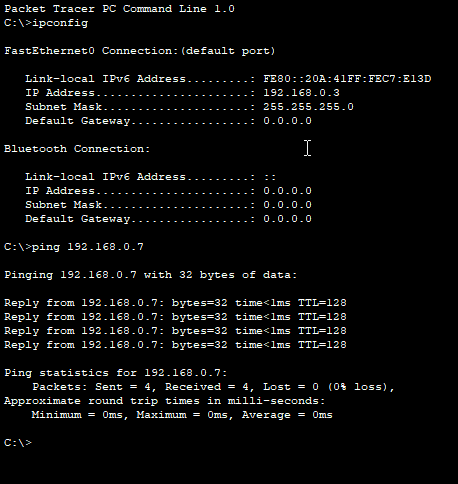 Packet Tracer PC Command Line 1.0
C:\>ipconfig
FastEthernet0 Connection:(default port)
Link-local IPv6 Address.........: FE80::20A:41FF:FEC7:E13D
IP Address......................: 192.168.0.3
Subnet Mask.....................: 255.255.255.0
Default Gateway.................: 0.0.0.0
Bluetooth Connection:
Link-local IPv6 Address.........: ::
IP Address......................: 0.0.0.0
Subnet Mask.....................: 0.0.0.0
Default Gateway.................: 0.0.0.0
C:\>ping 192.168.0.7
Pinging 192.168.0.7 with 32 bytes of data:
Reply from 192.168.0.7: bytes=32 time<1ms TTL=128
Reply from 192.168.0.7: bytes=32 time<1ms TTL=128
Reply from 192.168.0.7: bytes=32 time<1ms TTL=128
Reply from 192.168.0.7: bytes=32 time<1ms TTL=128
Ping statistics for 192.168.0.7:
Packets: Sent = 4, Received = 4, Lost = 0 (0% loss),
Approximate round trip times in milli-seconds:
Minimum = 0ms, Maximum = 0ms, Average = 0ms
C:\>